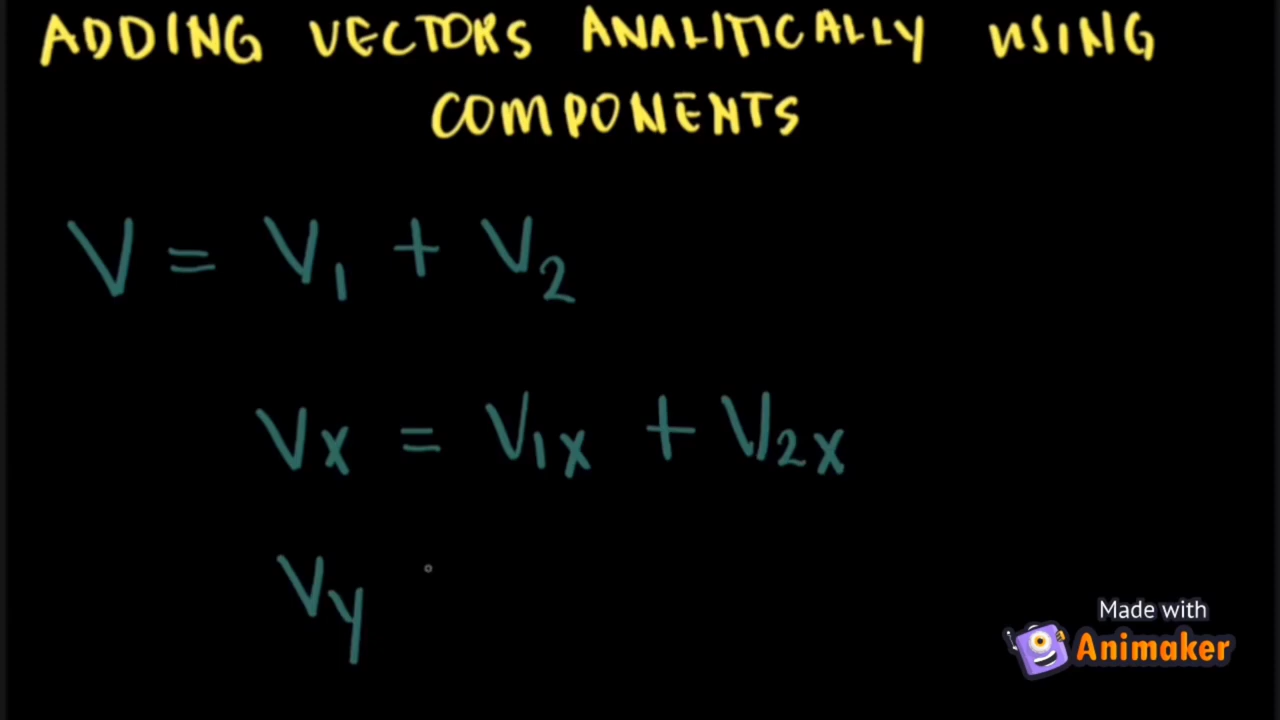 ADDING VECTORS ANALITICALLY USING
COMPONENTS
V = V₁ + V₂
Vx = V₁x + V₂x
Vy
Made with
Animaker